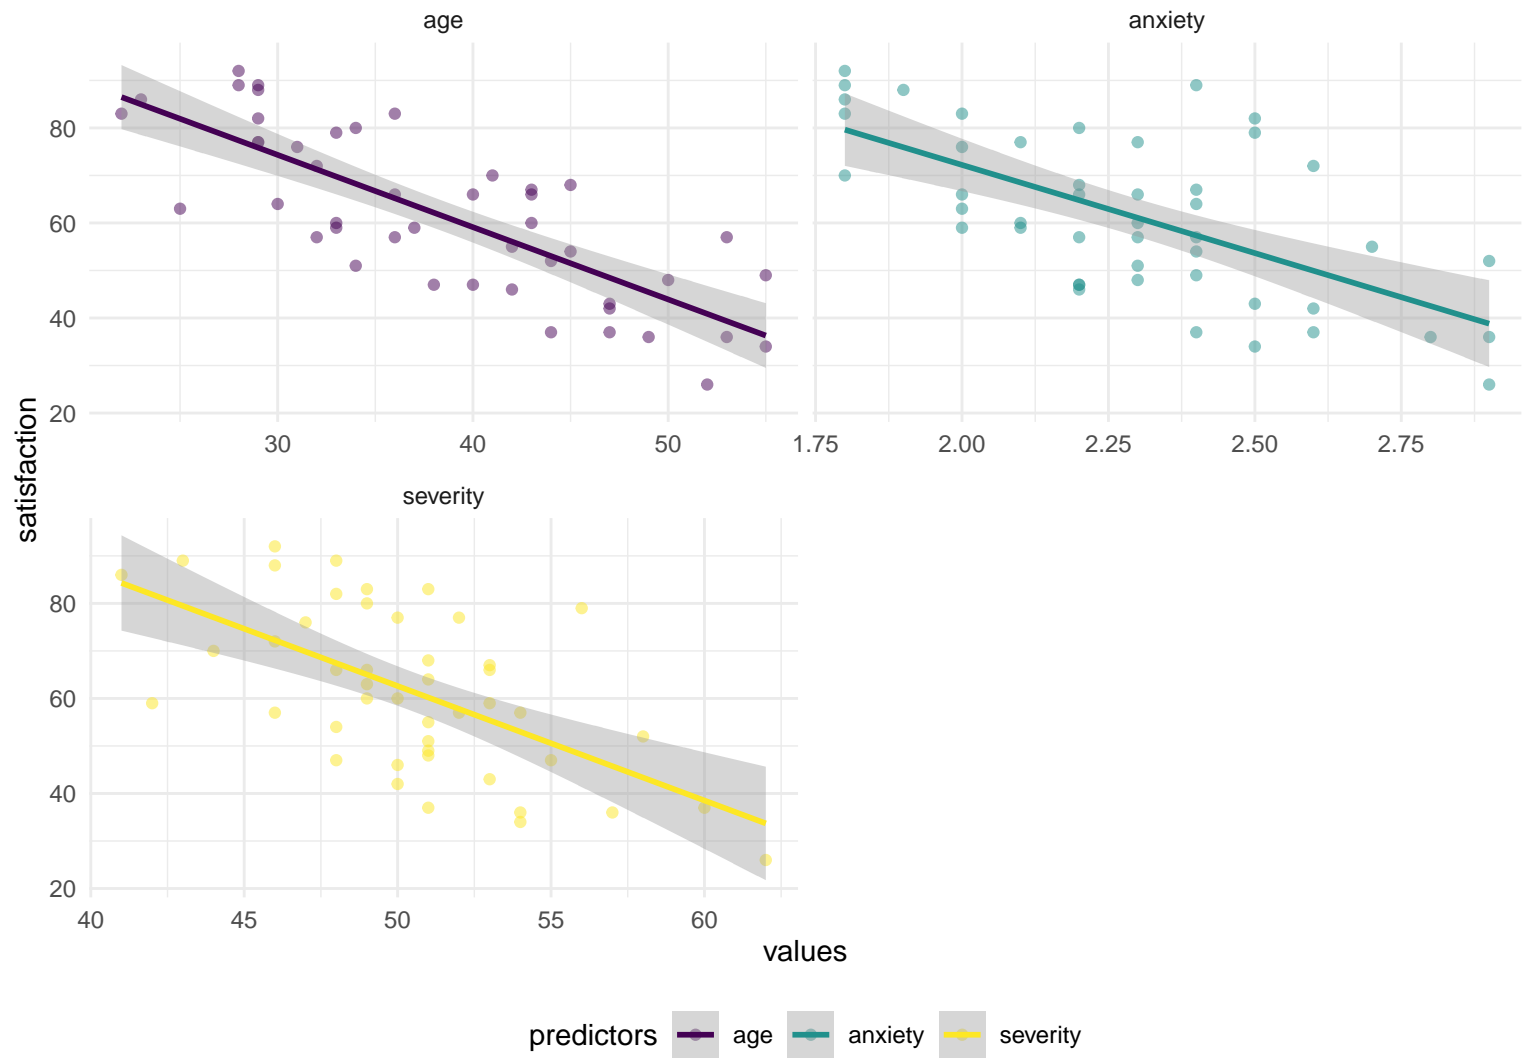 age anxiety
80
60
40
20
30 40 50 1.75 2.00 2.25 2.50 2.75
satisfaction
severity
80
60
40
20
40 45 50 55 60
values
predictors age anxiety severity